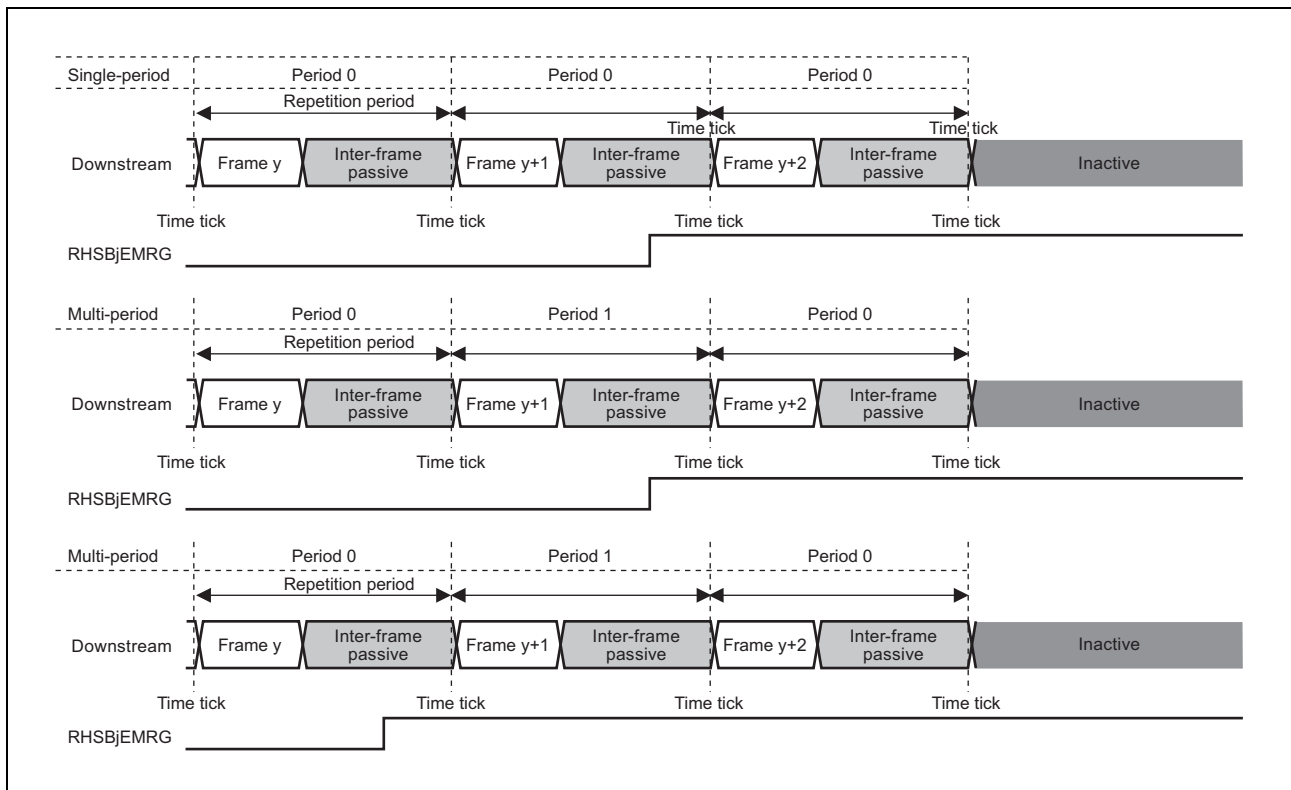 Single-period Period 0 Period 0 Period 0
Repetition period
Time tick Time tick
Downstream Frame y Inter-frame passive Frame y+1 Inter-frame passive Frame y+2 Inter-frame passive Inactive
Time tick Time tick Time tick Time tick
RHSBjEMRG
Multi-period Period 0 Period 1 Period 0
Repetition period
Downstream Frame y Inter-frame passive Frame y+1 Inter-frame passive Frame y+2 Inter-frame passive Inactive
Time tick Time tick Time tick Time tick
RHSBjEMRG
Multi-period Period 0 Period 1 Period 0
Repetition period
Downstream Frame y Inter-frame passive Frame y+1 Inter-frame passive Frame y+2 Inter-frame passive Inactive
Time tick Time tick Time tick Time tick
RHSBjEMRG